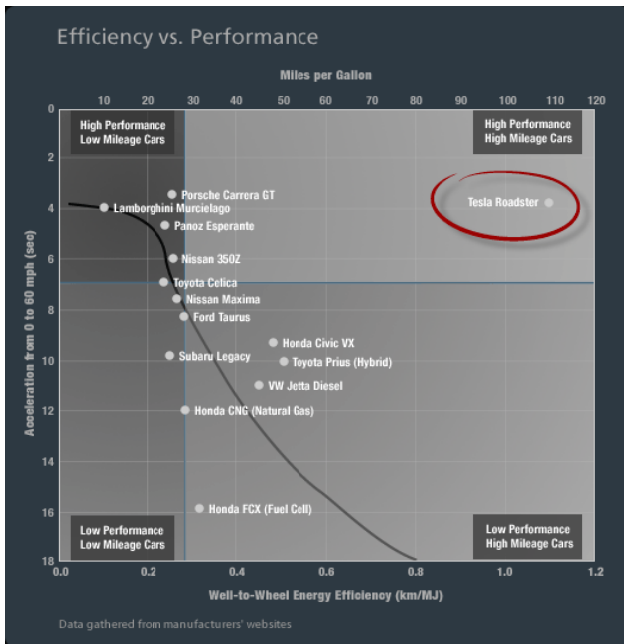 Efficiency vs. Performance
Miles per Gallon
0 10 20 30 40 50 60 70 80 90 100 110 120
High Performance
Low Mileage Cars
High Performance
High Mileage Cars
0
2
4
6
8
10
12
14
16
18
Acceleration from 0 to 60 mph (sec)
Porsche Carrera GT
Tesla Roadster
Lamborghini Murcielago
Panoz Esperante
Nissan 350Z
Toyota Celica
Nissan Maxima
Ford Taurus
Honda Civic VX
Subaru Legacy
Toyota Prius (Hybrid)
VW Jetta Diesel
Honda CNG (Natural Gas)
Honda FCX (Fuel Cell)
Low Performance
Low Mileage Cars
Low Performance
High Mileage Cars
0.0 0.2 0.4 0.6 0.8 1.0 1.2
Well-to-Wheel Energy Efficiency (km/MJ)
Data gathered from manufacturers' websites